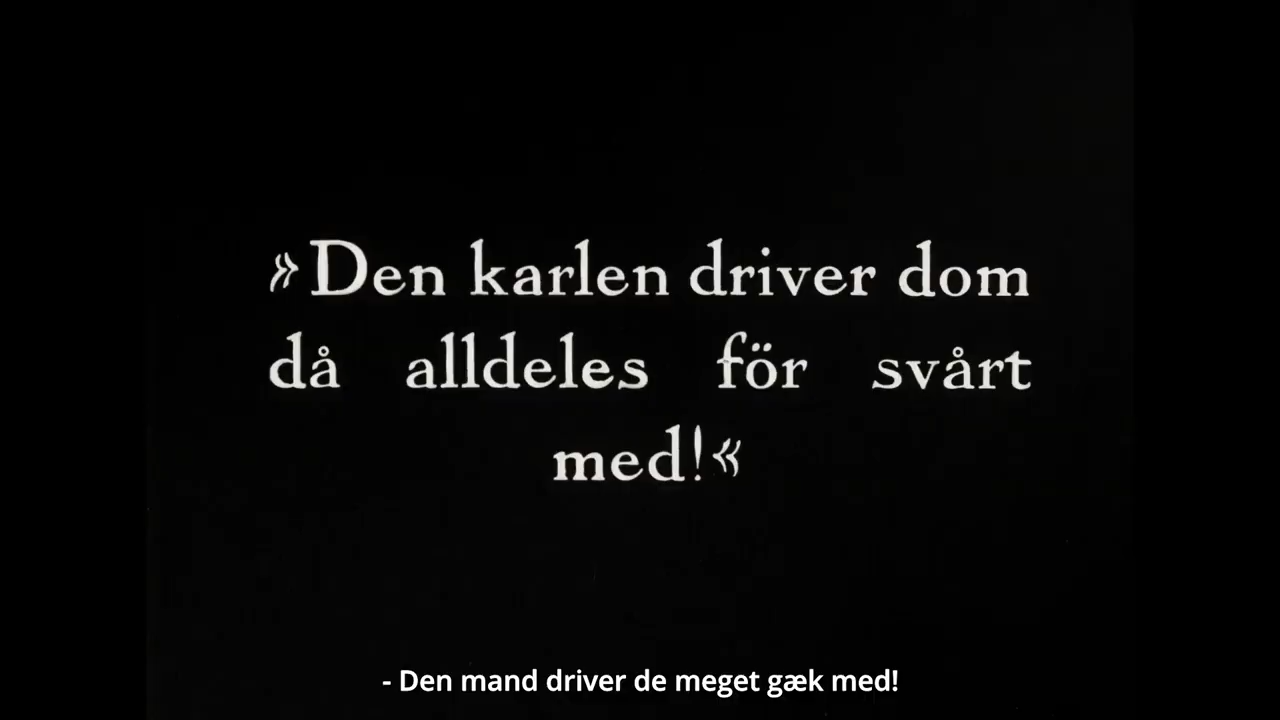 »Den karlen driver dom
då alldeles för svårt
med!«
- Den mand driver de meget gæk med!